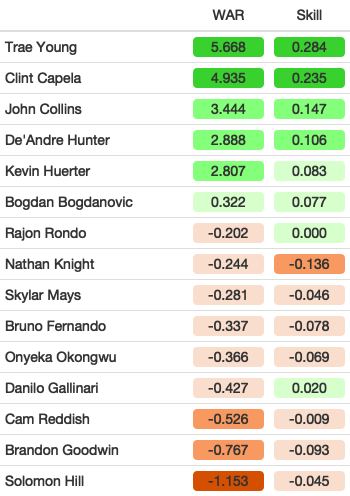 WAR Skill
Trae Young 5.668 0.284
Clint Capela 4.935 0.235
John Collins 3.444 0.147
De'Andre Hunter 2.888 0.106
Kevin Huerter 2.807 0.083
Bogdan Bogdanovic 0.322 0.077
Rajon Rondo -0.202 0.000
Nathan Knight -0.244 -0.136
Skylar Mays -0.281 -0.046
Bruno Fernando -0.337 -0.078
Onyeka Okongwu -0.366 -0.069
Danilo Gallinari -0.427 0.020
Cam Reddish -0.526 -0.009
Brandon Goodwin -0.767 -0.093
Solomon Hill -1.153 -0.045